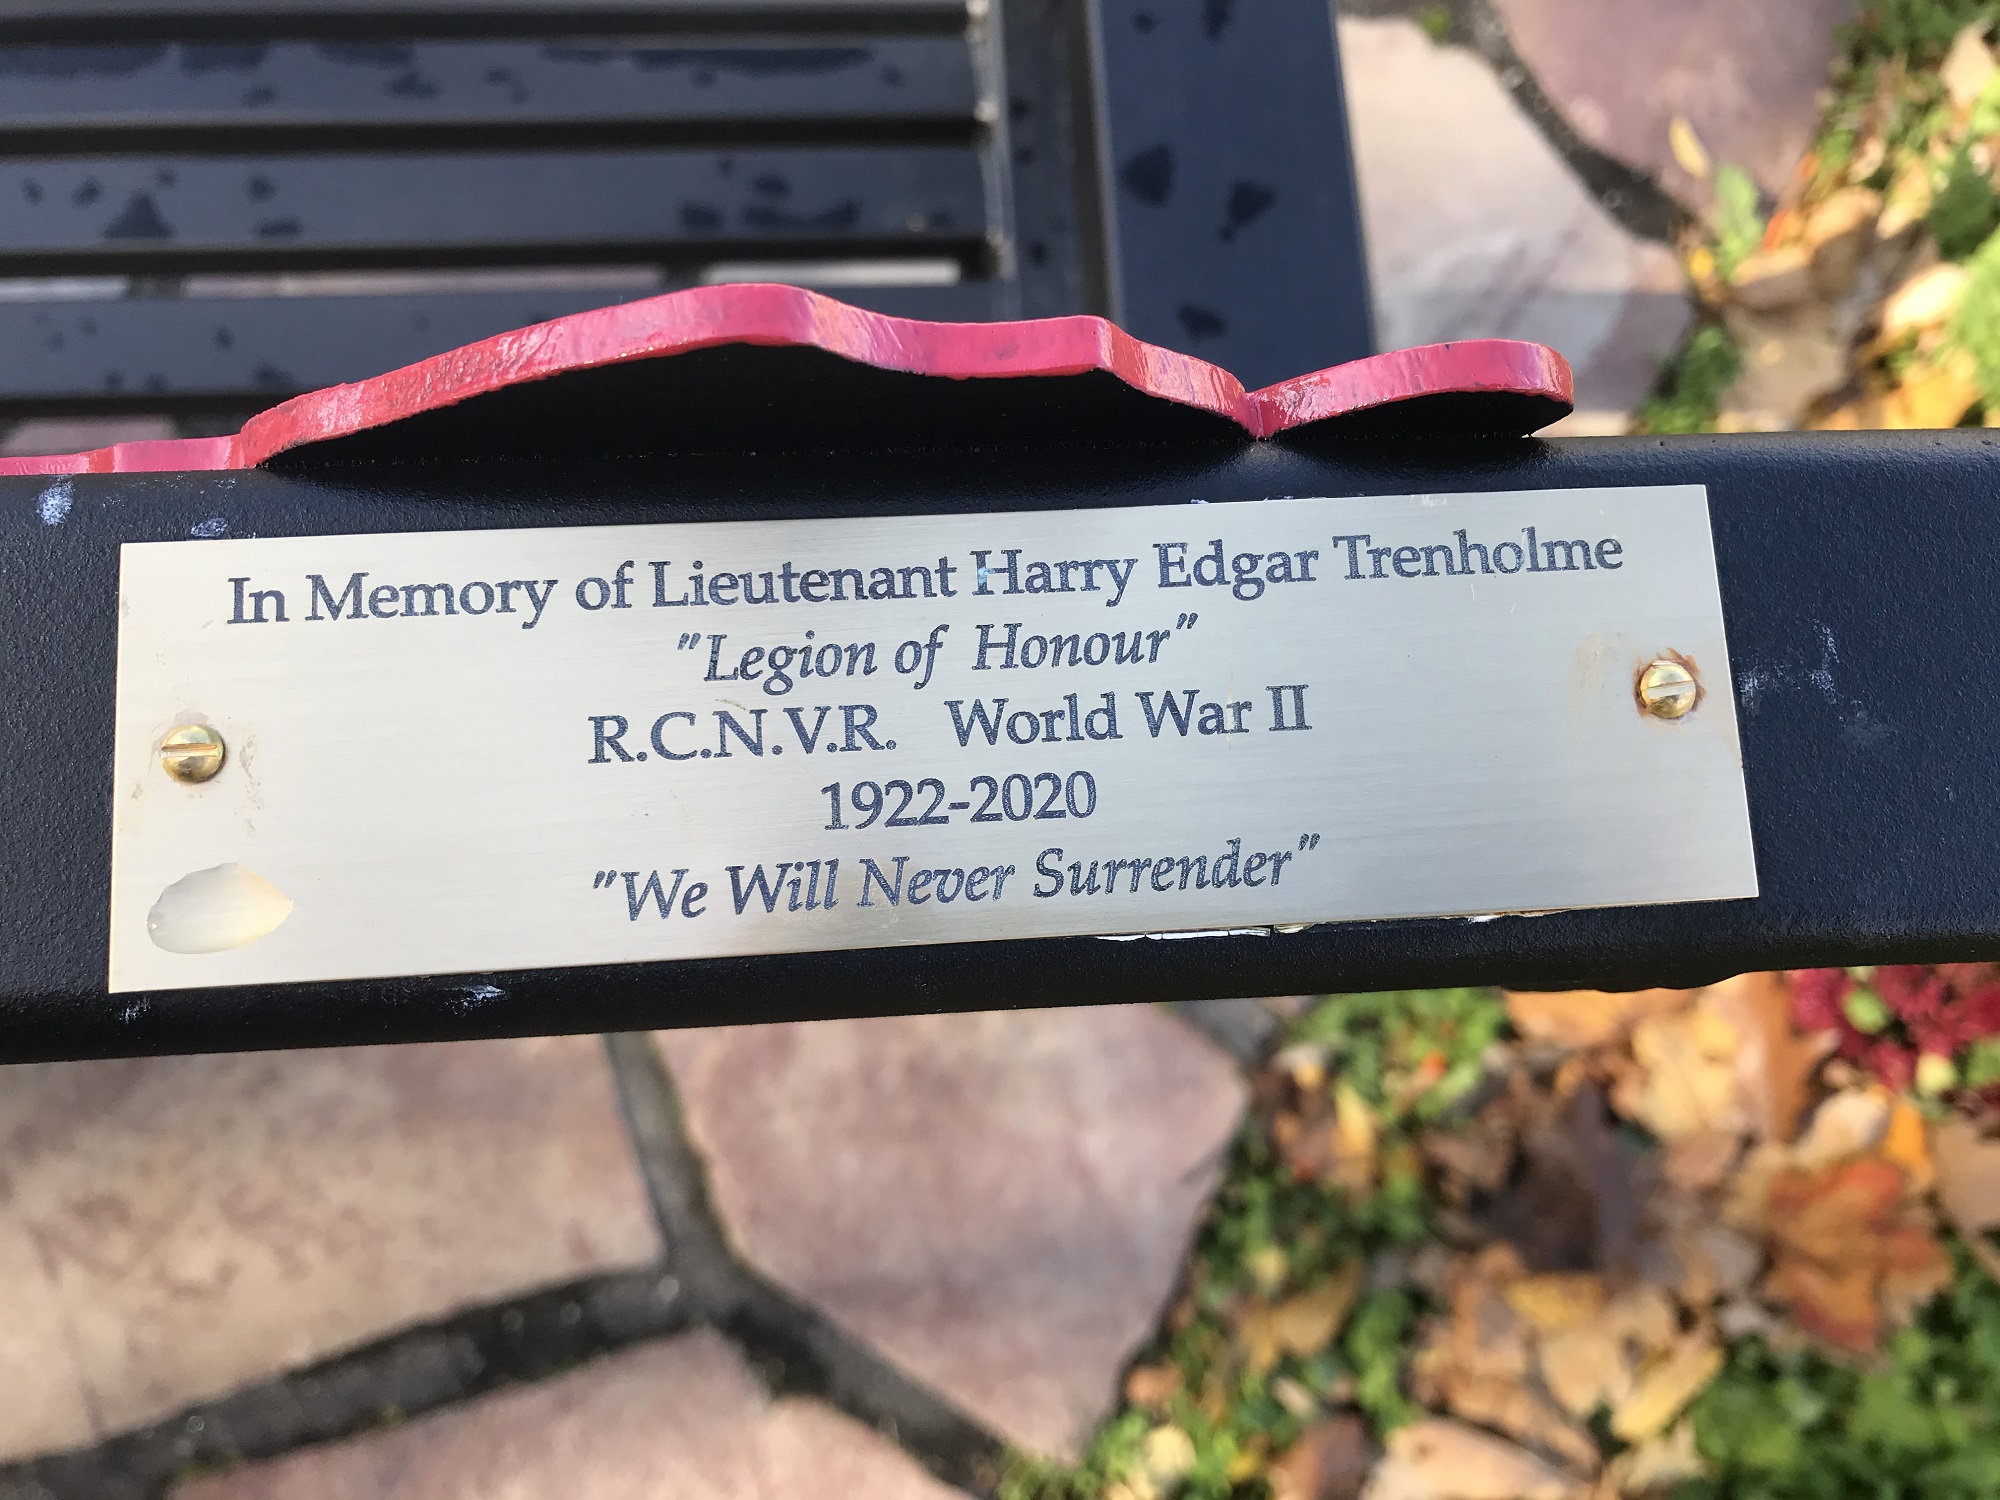 In Memory of Lieutenant Harry Edgar Trenholme
"Legion of Honour"
R.C.N.V.R. World War II
1922-2020
"We Will Never Surrender"